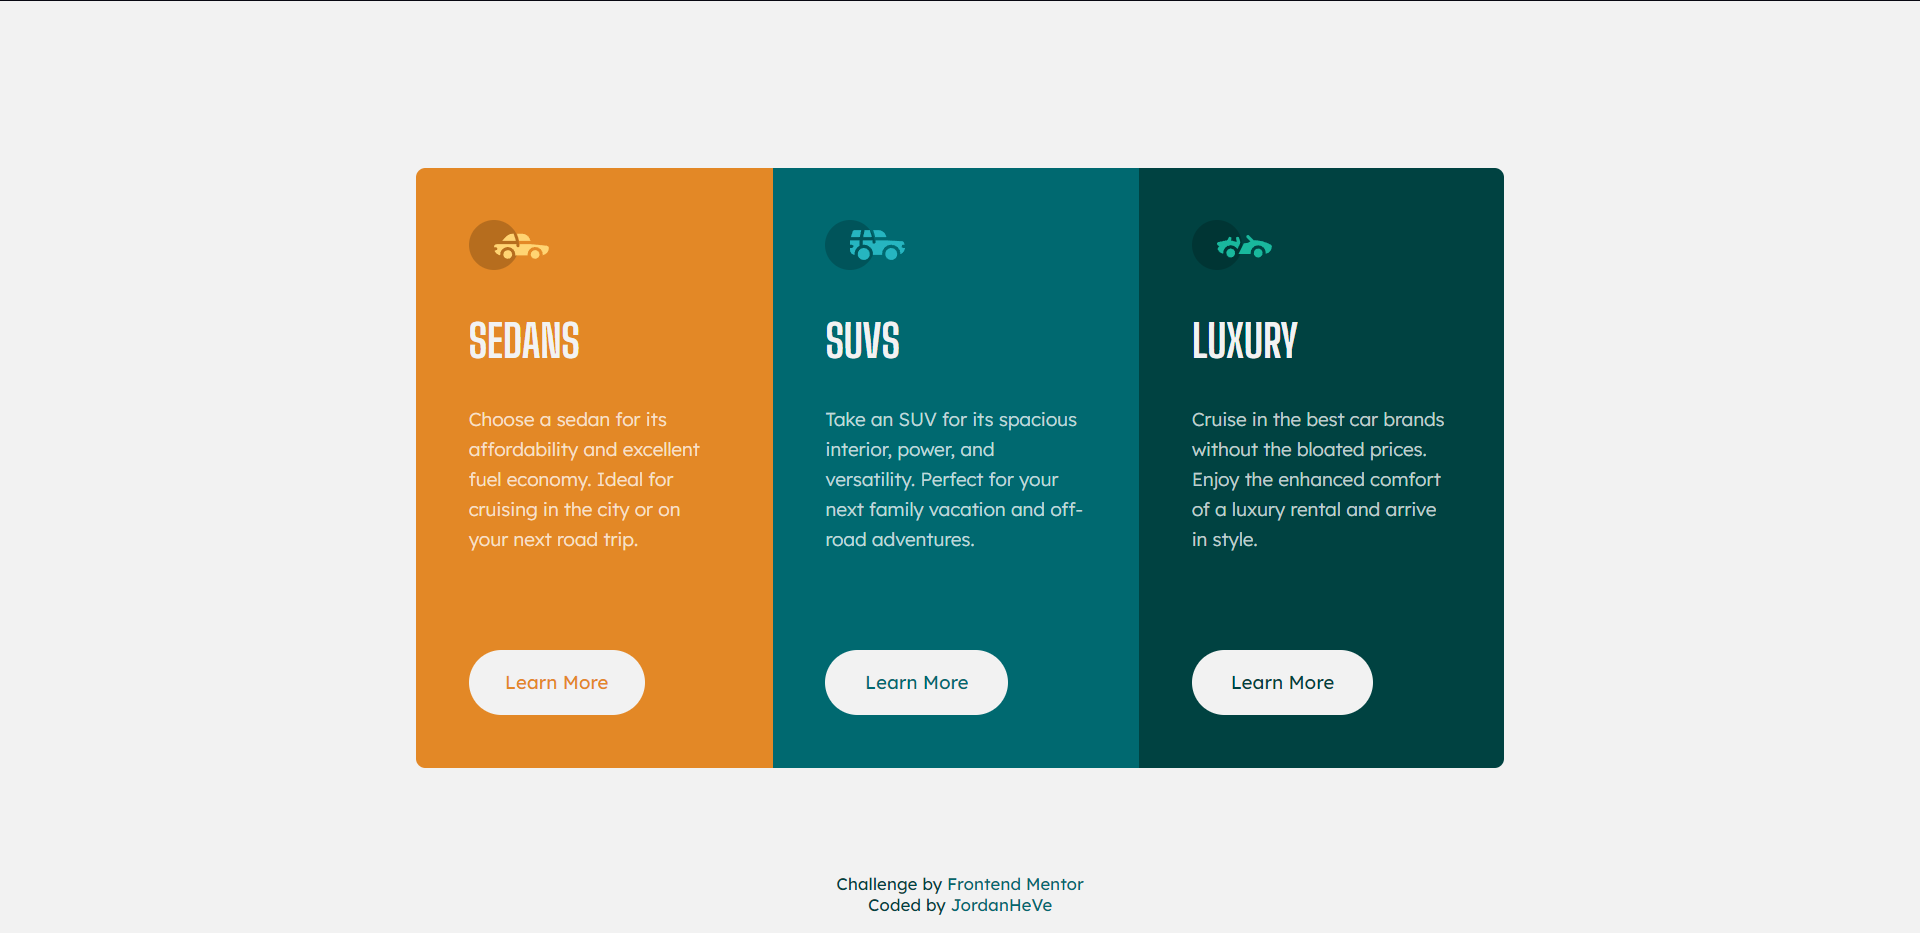 SEDANS
Choose a sedan for its
affordability and excellent
fuel economy. Ideal for
cruising in the city or on
your next road trip.
Learn More
SUVS
Take an SUV for its spacious
interior, power, and
versatility. Perfect for your
next family vacation and off-
road adventures.
Learn More
LUXURY
Cruise in the best car brands
without the bloated prices.
Enjoy the enhanced comfort
of a luxury rental and arrive
in style.
Learn More
Challenge by Frontend Mentor
Coded by JordanHeVe